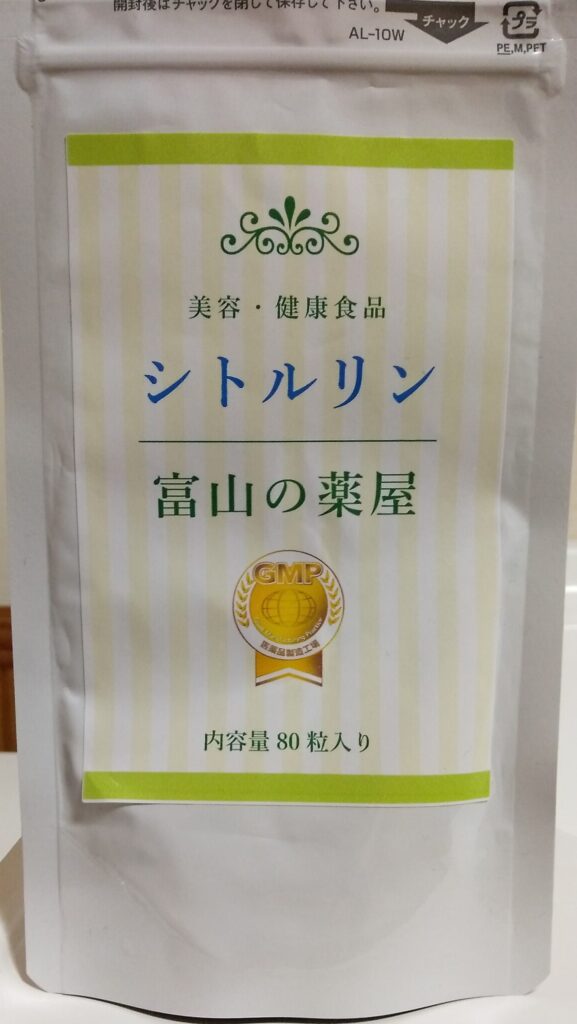 開封後はチャックを閉じて保存して下さい。
チャック
AL-10W
プラ
PE,M,PET
美容・健康食品
シトルリン
富山の薬屋
GMP
医薬品製造工場
内容量 80 粒入り